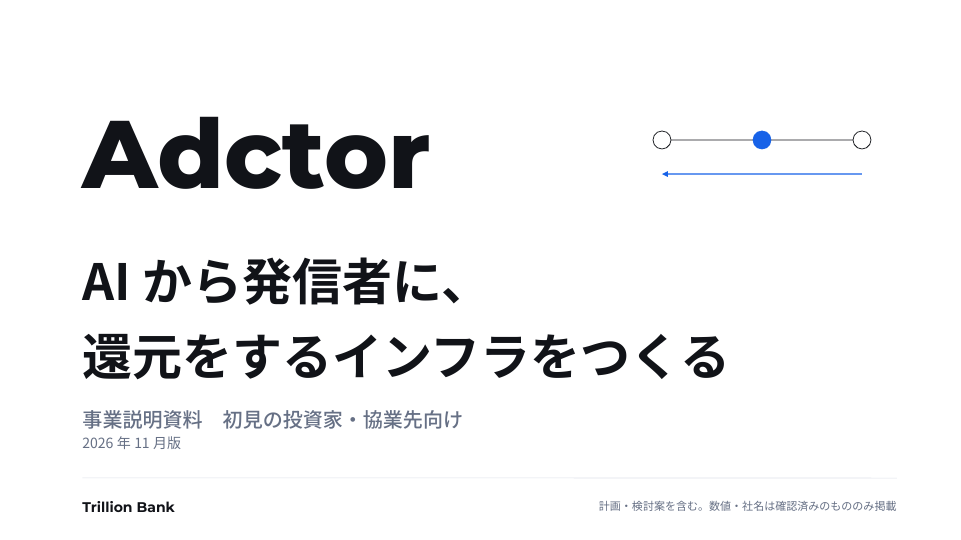 Adctor
AI から発信者に、
還元をするインフラをつくる
事業説明資料　初見の投資家・協業先向け
2026 年 11 月版
Trillion Bank
計画・検討案を含む。数値・社名は確認済みのもののみ掲載